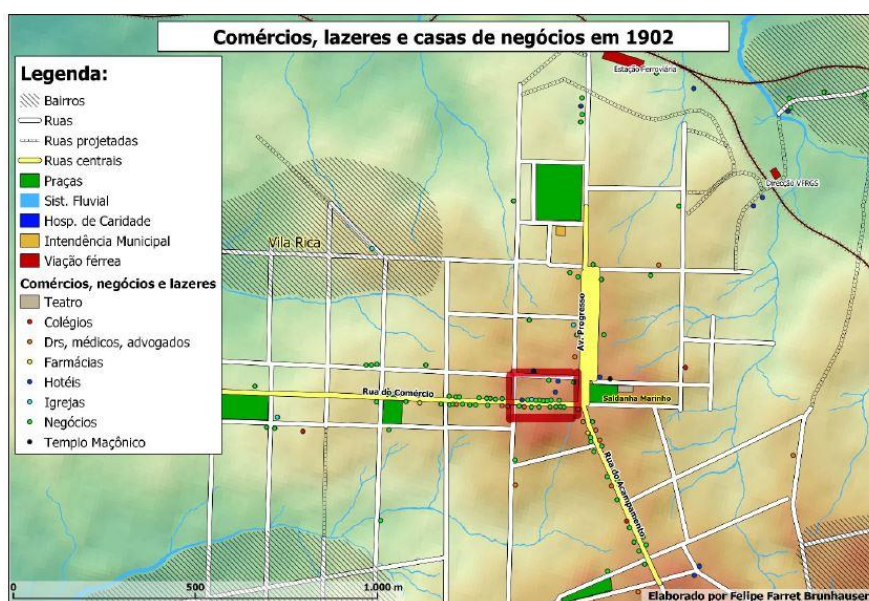 Comércios, lazeres e casas de negócios em 1902
Legenda:
Bairros
Ruas
Ruas projetadas
Ruas centrais
Praças
Sist. Fluvial
Hosp. de Caridade
Intendência Municipal
Viação férrea
Comércios, negócios e lazeres
Teatro
Colégios
Drs, médicos, advogados
Farmácias
Hotéis
Igrejas
Negócios
Templo Maçônico
Estação Ferroviária
Direcção VFRGS
Vila Rica
Av. Progresso
Rua do Comércio
Saldanha Marinho
Rua do Acampamento
0 500 1.000 m
Elaborado por Felipe Farret Brunhauser